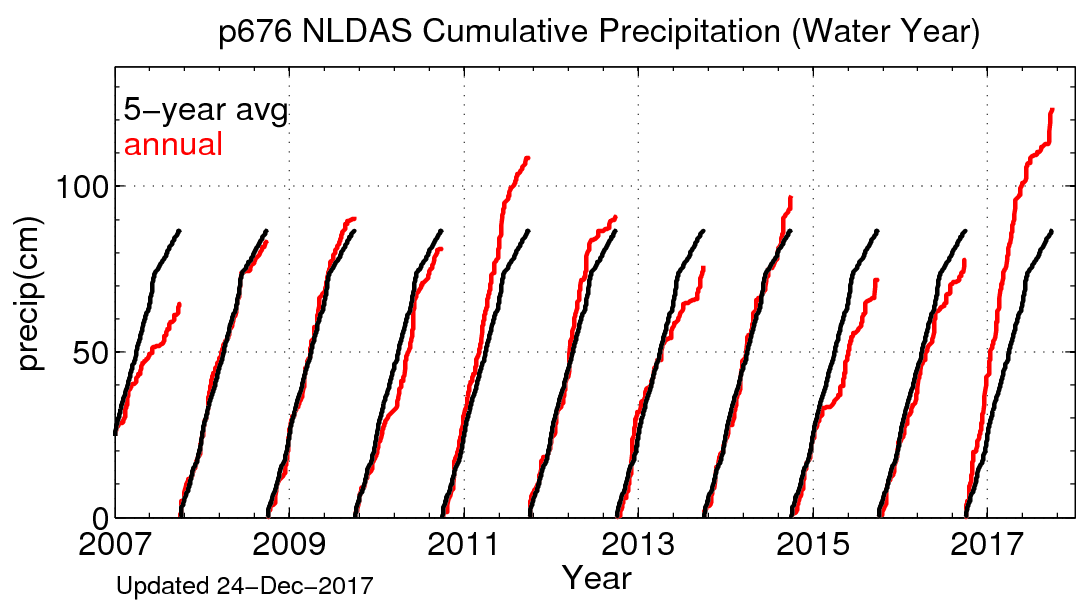 p676 NLDAS Cumulative Precipitation (Water Year)
5−year avg
annual
100
50
0
precip(cm)
2007 2009 2011 2013 2015 2017
Year
Updated 24−Dec−2017